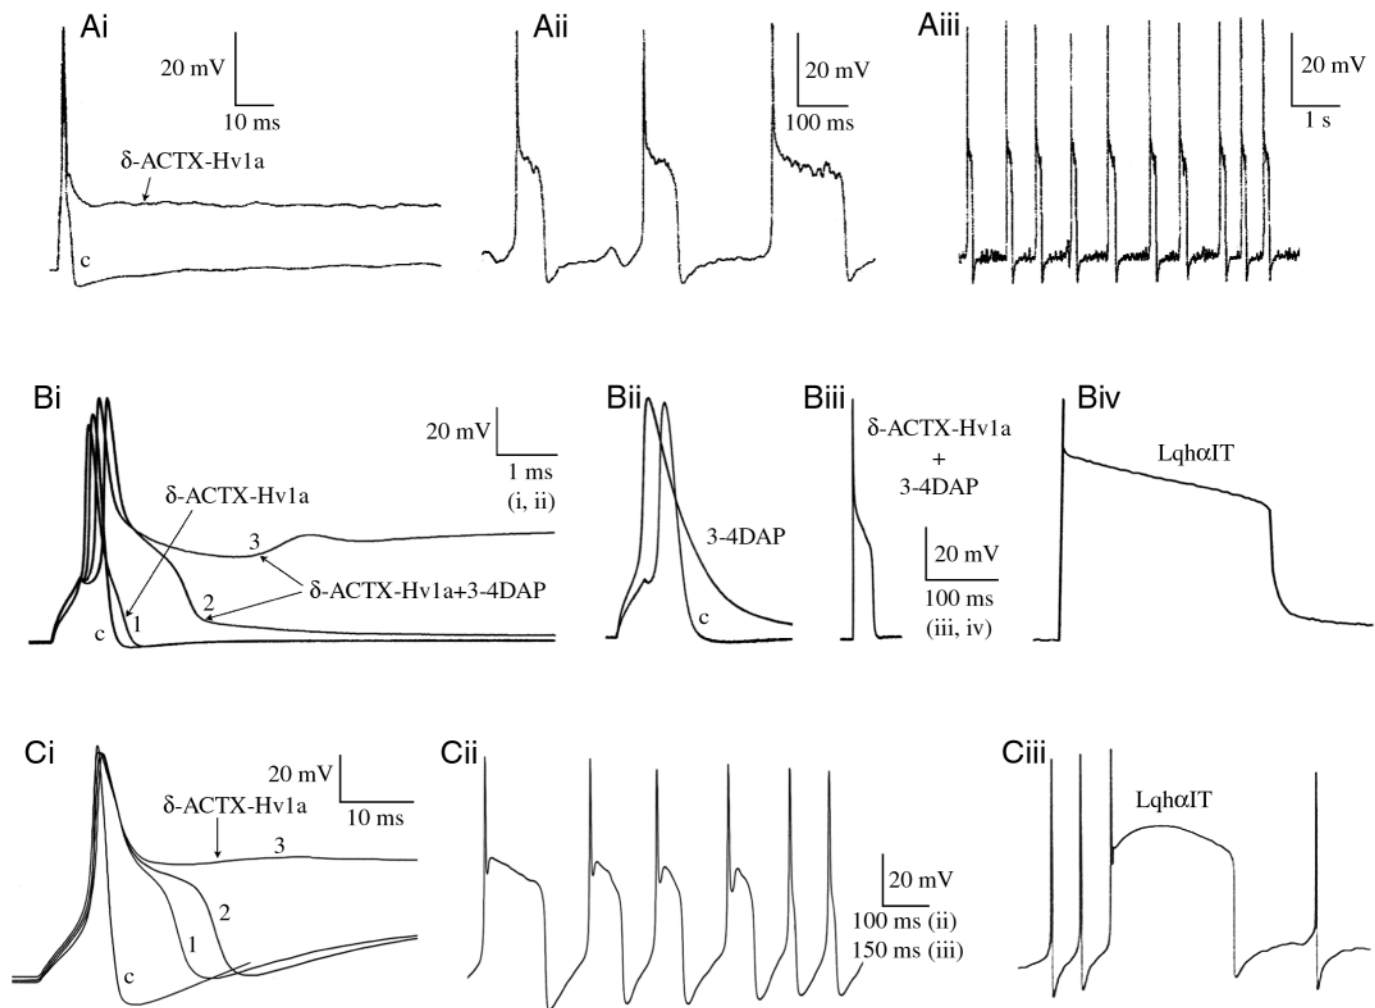 Ai
20 mV
10 ms
δ-ACTX-Hv1a
c
Aii
20 mV
100 ms
Aiii
20 mV
1 s
Bi
20 mV
1 ms
(i, ii)
δ-ACTX-Hv1a
3
δ-ACTX-Hv1a+3-4DAP
2
1
c
Bii
3-4DAP
c
Biii
δ-ACTX-Hv1a
+
3-4DAP
20 mV
100 ms
(iii, iv)
Biv
LqhαIT
Ci
20 mV
10 ms
δ-ACTX-Hv1a
3
2
1
c
Cii
20 mV
100 ms (ii)
150 ms (iii)
Ciii
LqhαIT